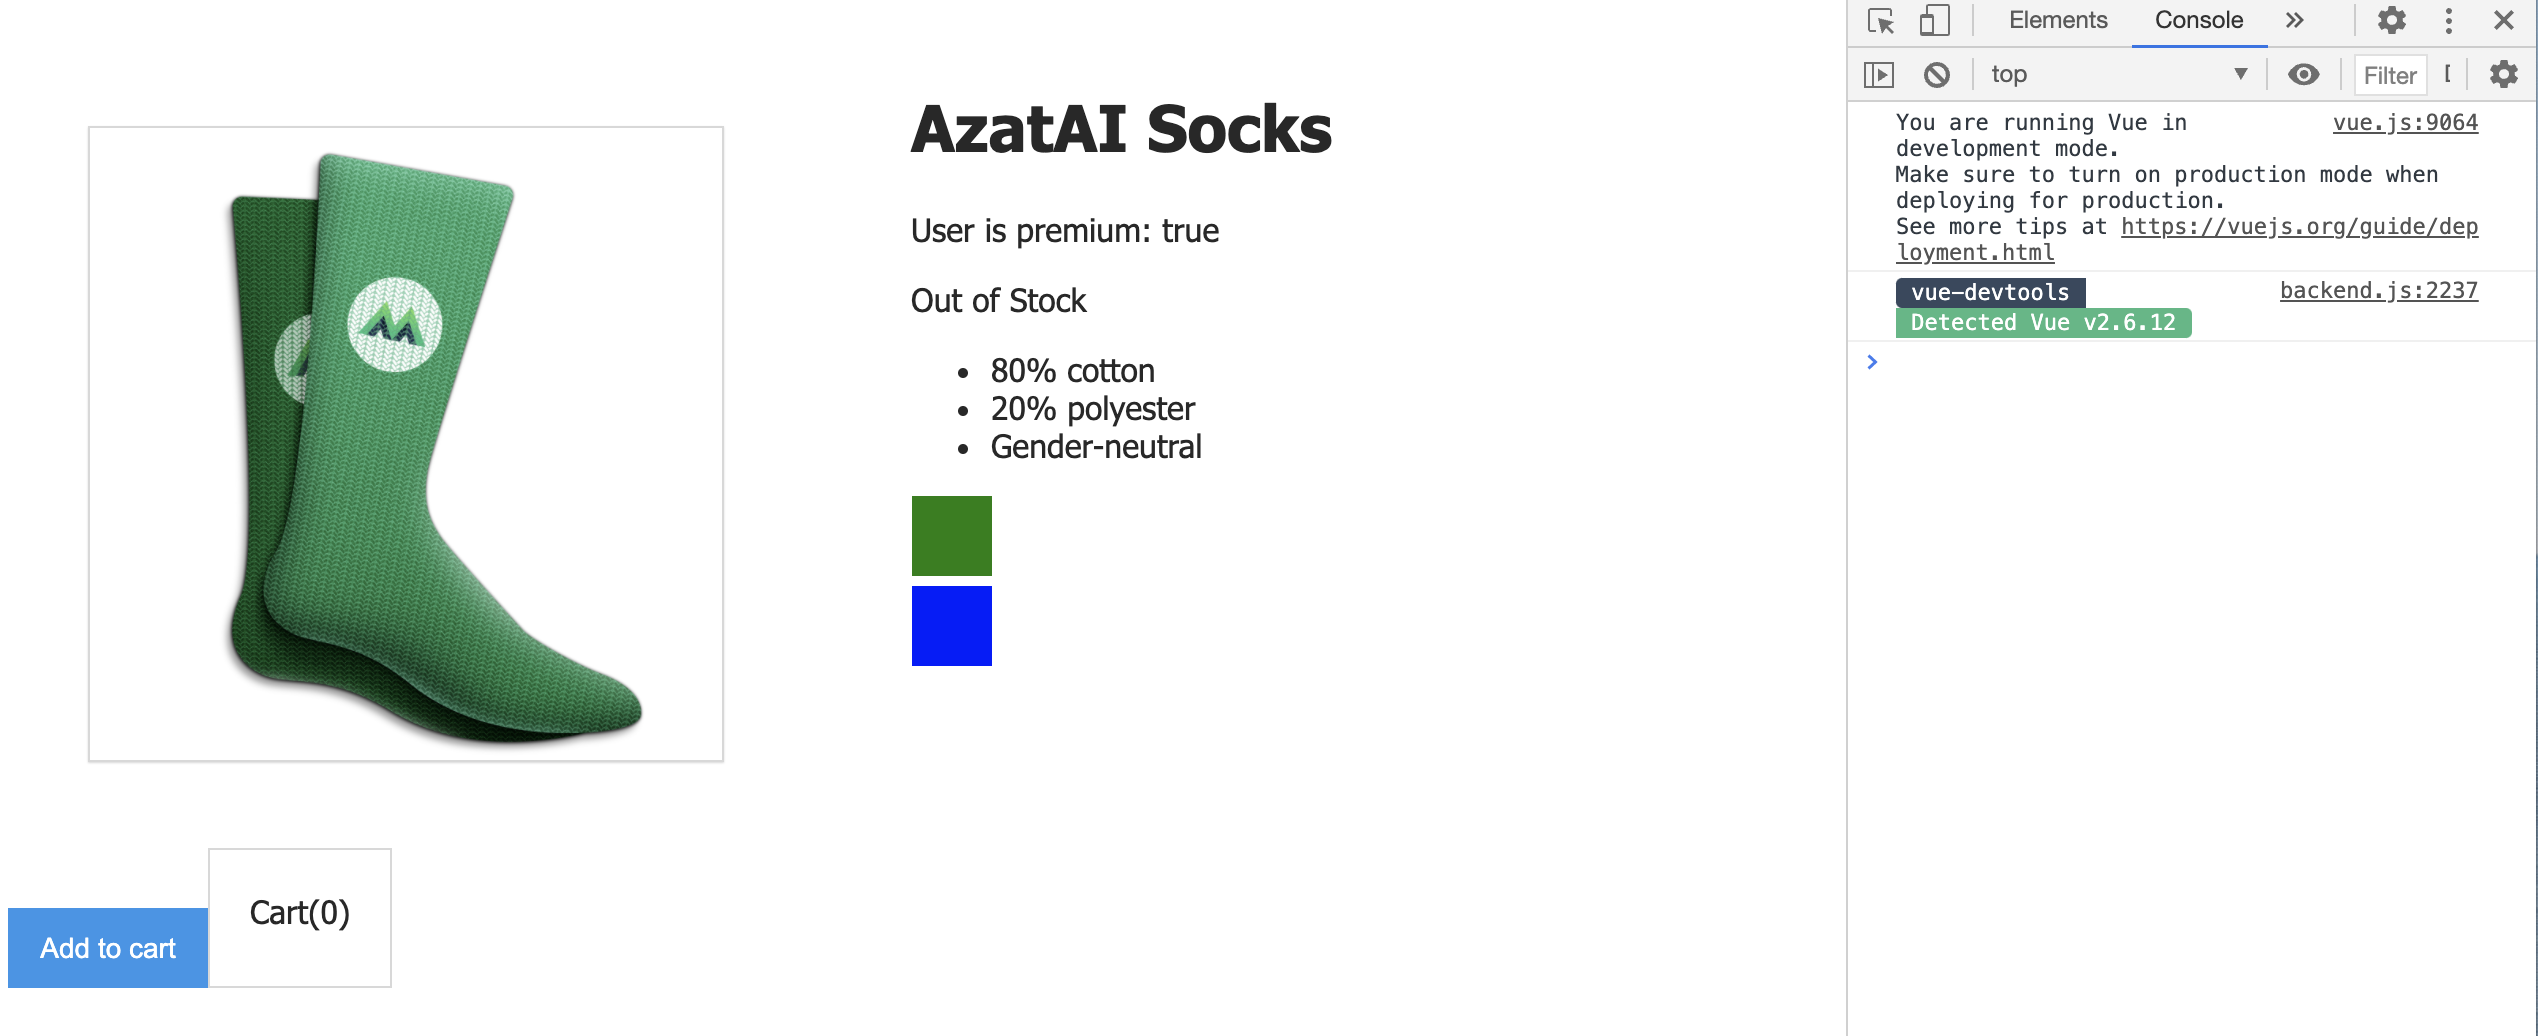 AzatAI Socks
User is premium: true
Out of Stock
80% cotton
20% polyester
Gender-neutral
Add to cart
Cart(0)
Elements Console
top Filter
You are running Vue in vue.js:9064
development mode.
Make sure to turn on production mode when
deploying for production.
See more tips at https://vuejs.org/guide/dep
loyment.html
vue-devtools backend.js:2237
Detected Vue v2.6.12